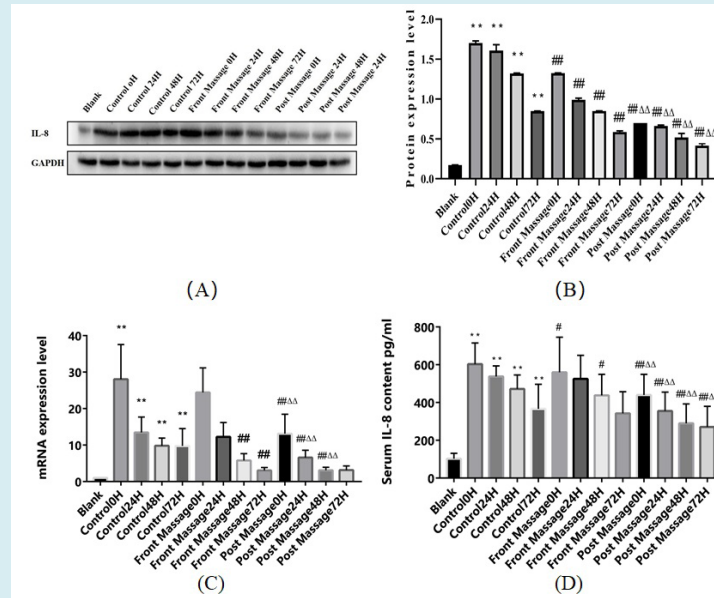 Blank
Control oH
Control 24H
Control 48H
Control 72H
Front Massage 0H
Front Massage 24H
Front Massage 48H
Front Massage 72H
Post Massage 0H
Post Massage 24H
Post Massage 48H
Post Massage 24H
IL-8
GAPDH
(A)
Protein expression level
2.0
1.5
1.0
0.5
0.0
** ** ** ** ## ## ## ## ##ΔΔ ##ΔΔ ##ΔΔ ##ΔΔ
Blank
Control0H
Control24H
Control48H
Control72H
Front Massage0H
Front Massage24H
Front Massage48H
Front Massage72H
Post Massage0H
Post Massage24H
Post Massage48H
Post Massage72H
(B)
mRNA expression level
40
30
20
10
0
** ** ** ** ## ## ##ΔΔ ##ΔΔ ##ΔΔ
Blank
Control0H
Control24H
Control48H
Control72H
Front Massage0H
Front Massage24H
Front Massage48H
Front Massage72H
Post Massage0H
Post Massage24H
Post Massage48H
Post Massage72H
(C)
Serum IL-8 content pg/ml
800
600
400
200
0
** ** ** ** # # ##ΔΔ ##ΔΔ ##ΔΔ ##Δ
Blank
Control0H
Control24H
Control48H
Control72H
Front Massage0H
Front Massage24H
Front Massage48H
Front Massage72H
Post Massage0H
Post Massage24H
Post Massage48H
Post Massage72H
(D)